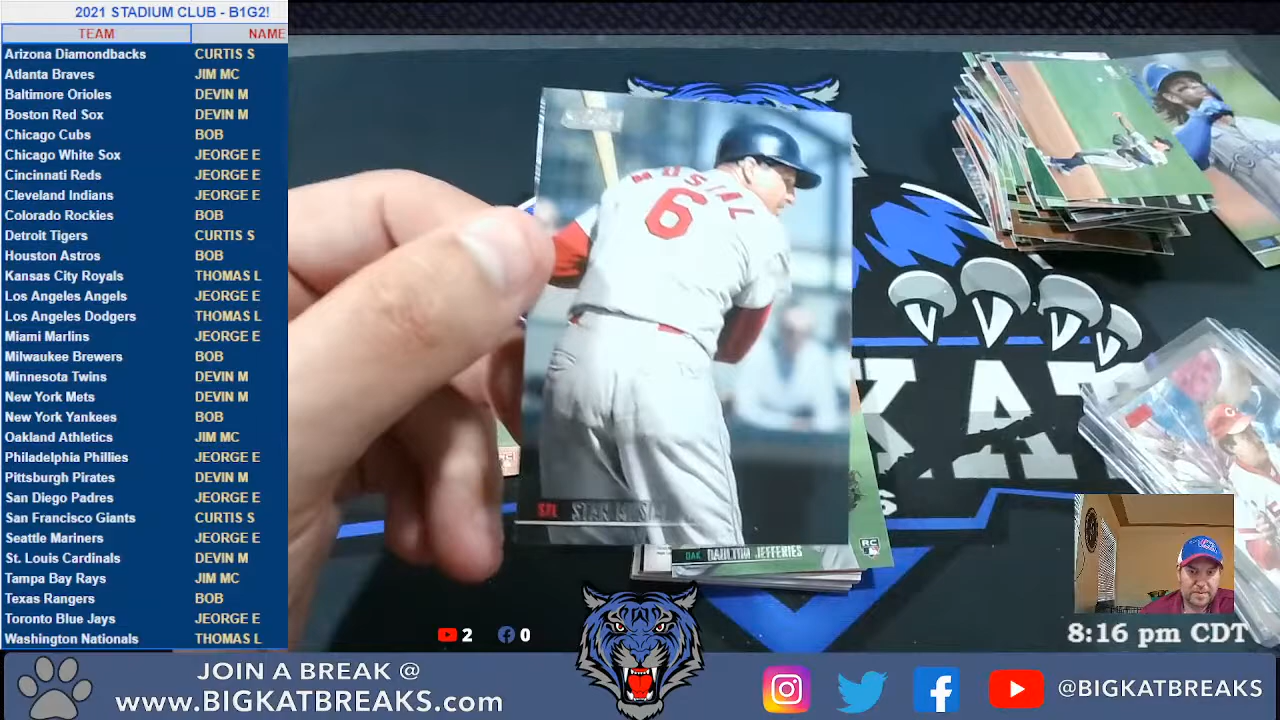 2021 STADIUM CLUB - B1G2!
TEAM NAME
Arizona Diamondbacks CURTIS S
Atlanta Braves JIM MC
Baltimore Orioles DEVIN M
Boston Red Sox DEVIN M
Chicago Cubs BOB
Chicago White Sox JEORGE E
Cincinnati Reds JEORGE E
Cleveland Indians JEORGE E
Colorado Rockies BOB
Detroit Tigers CURTIS S
Houston Astros BOB
Kansas City Royals THOMAS L
Los Angeles Angels JEORGE E
Los Angeles Dodgers THOMAS L
Miami Marlins JEORGE E
Milwaukee Brewers BOB
Minnesota Twins DEVIN M
New York Mets DEVIN M
New York Yankees BOB
Oakland Athletics JIM MC
Philadelphia Phillies JEORGE E
Pittsburgh Pirates DEVIN M
San Diego Padres JEORGE E
San Francisco Giants CURTIS S
Seattle Mariners JEORGE E
St. Louis Cardinals DEVIN M
Tampa Bay Rays JIM MC
Texas Rangers BOB
Toronto Blue Jays JEORGE E
Washington Nationals THOMAS L
MUSIAL
6
STL STAN MUSIAL
OAK DAULTON JEFFERIES
RC
2 0
8:16 pm CDT
JOIN A BREAK @
www.BIGKATBREAKS.com
@BIGKATBREAKS